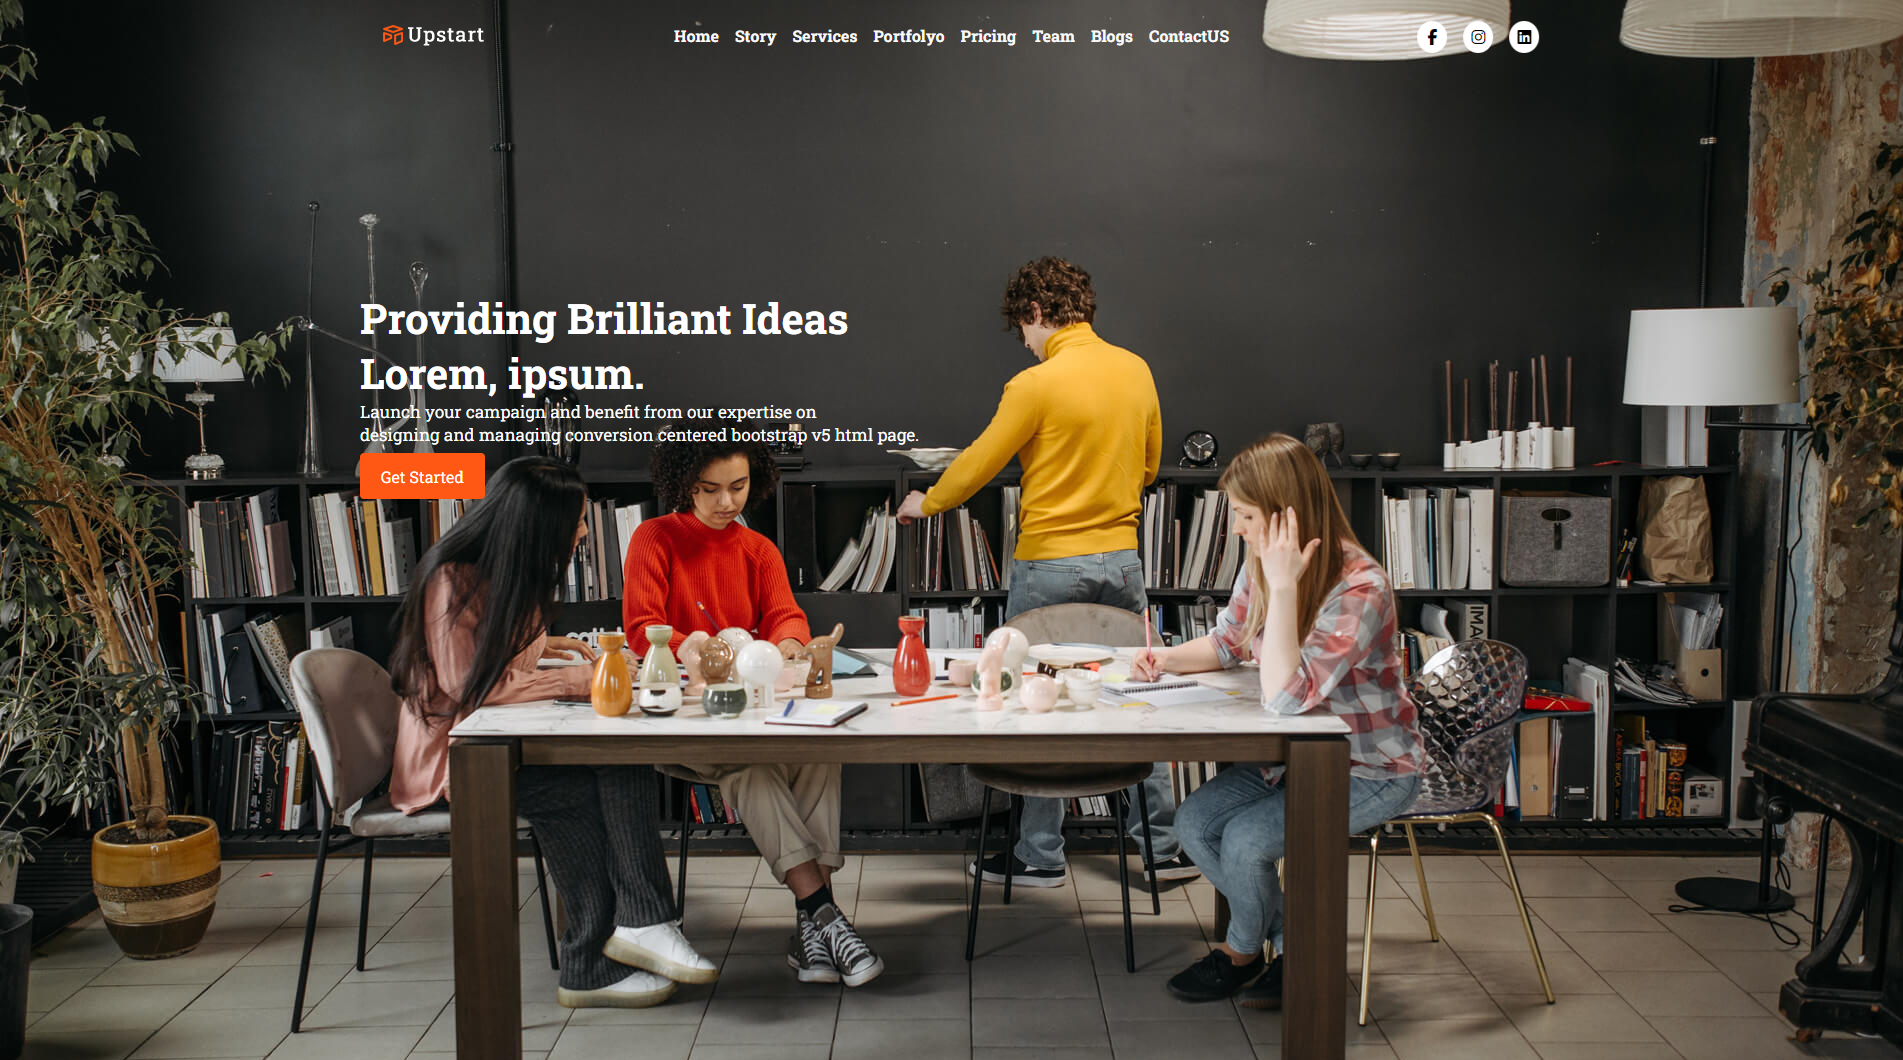 Upstart
Home Story Services Portfolyo Pricing Team Blogs ContactUS
Providing Brilliant Ideas
Lorem, ipsum.
Launch your campaign and benefit from our expertise on
designing and managing conversion centered bootstrap v5 html page.
Get Started